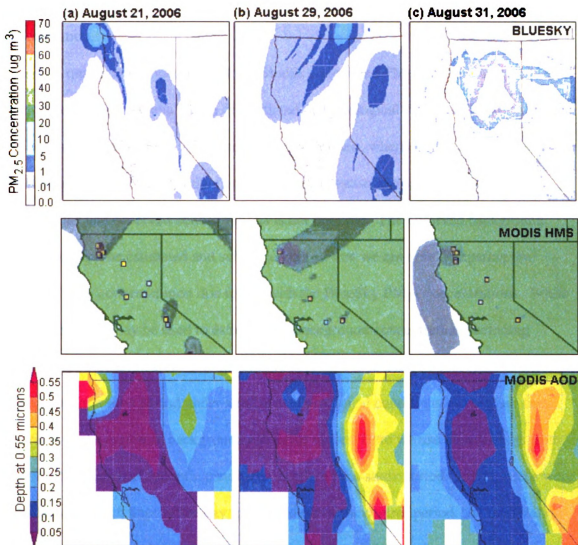 (a) August 21, 2006
(b) August 29, 2006
(c) August 31, 2006
BLUESKY
PM2.5 Concentration (ug m³)
70
65
60
50
40
30
20
10
5
1
.01
0.0
MODIS HMS
MODIS AOD
Depth at 0.55 microns
0.55
0.5
0.45
0.4
0.35
0.3
0.25
0.2
0.15
0.1
0.05